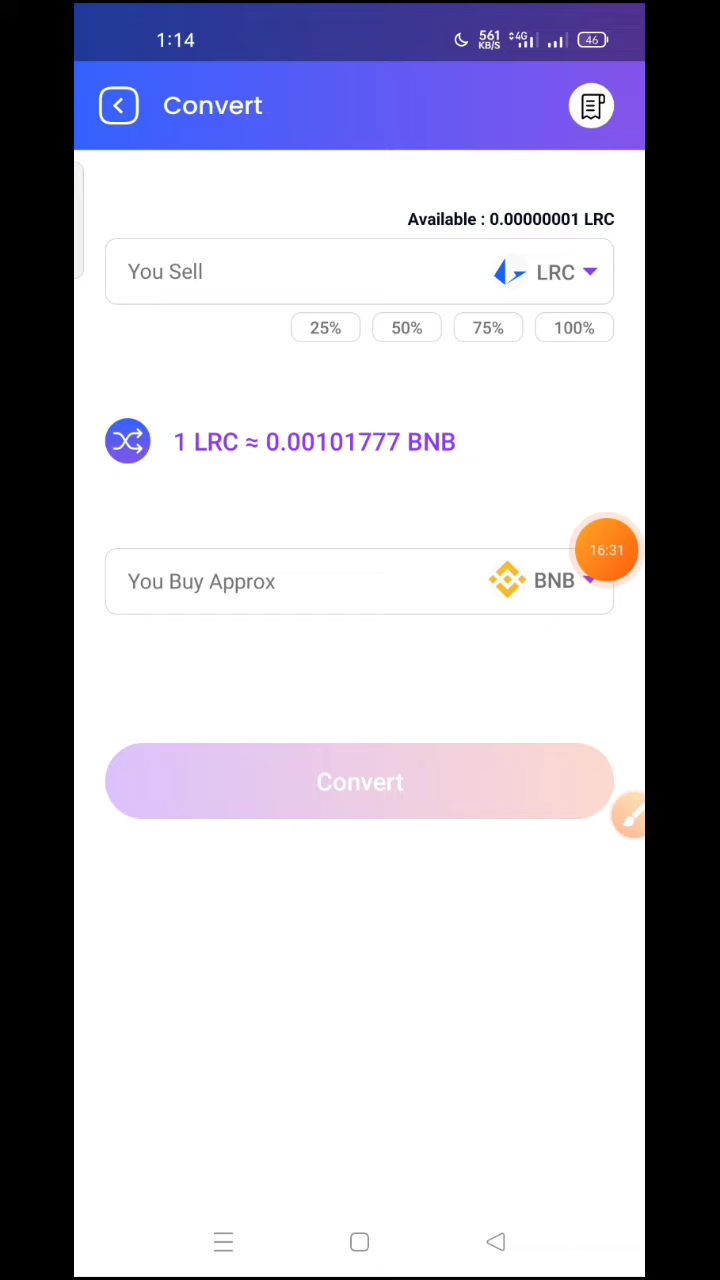 1:14
561 KB/S 4G 46
Convert
Available : 0.00000001 LRC
You Sell LRC
25% 50% 75% 100%
1 LRC ≈ 0.00101777 BNB
16:31
You Buy Approx BNB
Convert